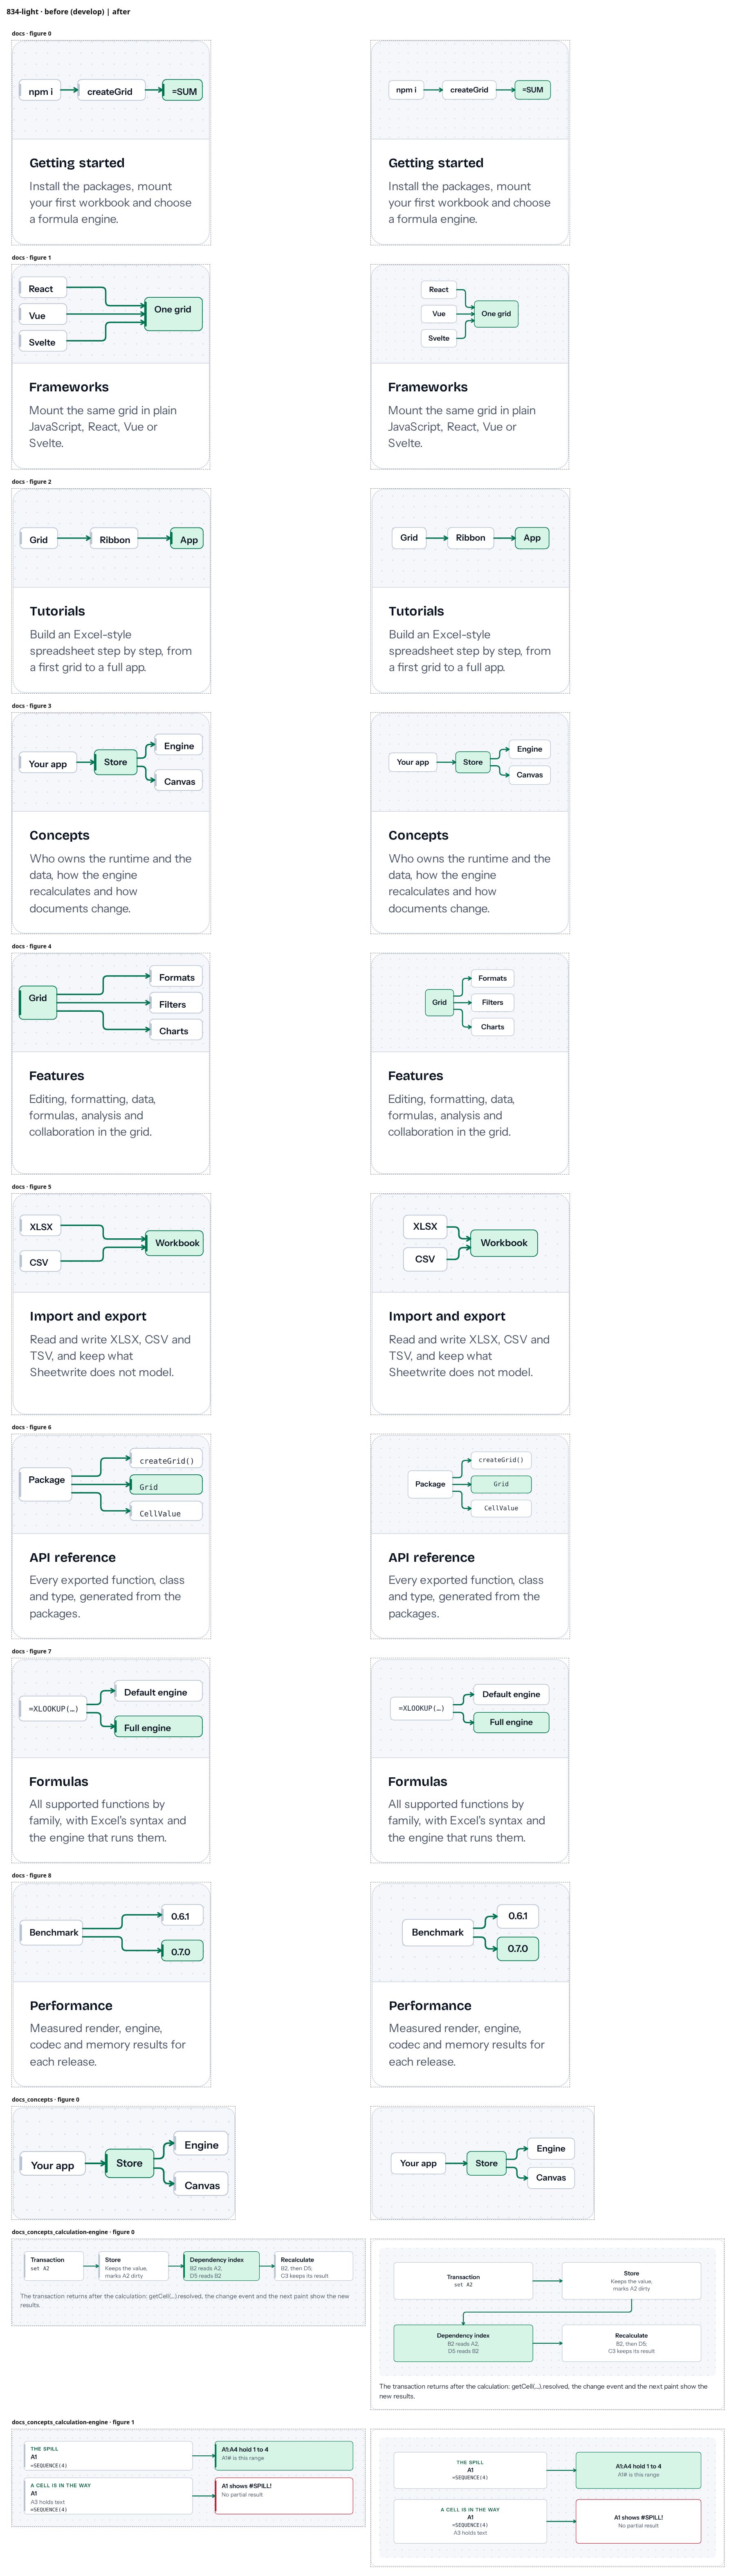 834-light · before (develop) | after
docs · figure 0
npm i
createGrid
=SUM
npm i
createGrid
=SUM
Getting started
Install the packages, mount
your first workbook and choose
a formula engine.
Getting started
Install the packages, mount
your first workbook and choose
a formula engine.
docs · figure 1
React
Vue
Svelte
One grid
React
Vue
Svelte
One grid
Frameworks
Mount the same grid in plain
JavaScript, React, Vue or
Svelte.
Frameworks
Mount the same grid in plain
JavaScript, React, Vue or
Svelte.
docs · figure 2
Grid
Ribbon
App
Grid
Ribbon
App
Tutorials
Build an Excel-style
spreadsheet step by step, from
a first grid to a full app.
Tutorials
Build an Excel-style
spreadsheet step by step, from
a first grid to a full app.
docs · figure 3
Your app
Store
Engine
Canvas
Your app
Store
Engine
Canvas
Concepts
Who owns the runtime and the
data, how the engine
recalculates and how
documents change.
Concepts
Who owns the runtime and the
data, how the engine
recalculates and how
documents change.
docs · figure 4
Grid
Formats
Filters
Charts
Grid
Formats
Filters
Charts
Features
Editing, formatting, data,
formulas, analysis and
collaboration in the grid.
Features
Editing, formatting, data,
formulas, analysis and
collaboration in the grid.
docs · figure 5
XLSX
CSV
Workbook
XLSX
CSV
Workbook
Import and export
Read and write XLSX, CSV and
TSV, and keep what
Sheetwrite does not model.
Import and export
Read and write XLSX, CSV and
TSV, and keep what
Sheetwrite does not model.
docs · figure 6
Package
createGrid()
Grid
CellValue
Package
createGrid()
Grid
CellValue
API reference
Every exported function, class
and type, generated from the
packages.
API reference
Every exported function, class
and type, generated from the
packages.
docs · figure 7
=XLOOKUP(…)
Default engine
Full engine
=XLOOKUP(…)
Default engine
Full engine
Formulas
All supported functions by
family, with Excel's syntax and
the engine that runs them.
Formulas
All supported functions by
family, with Excel's syntax and
the engine that runs them.
docs · figure 8
Benchmark
0.6.1
0.7.0
Benchmark
0.6.1
0.7.0
Performance
Measured render, engine,
codec and memory results for
each release.
Performance
Measured render, engine,
codec and memory results for
each release.
docs_concepts · figure 0
Your app
Store
Engine
Canvas
Your app
Store
Engine
Canvas
docs_concepts_calculation-engine · figure 0
Transaction
set A2
Store
Keeps the value,
marks A2 dirty
Dependency index
B2 reads A2,
D5 reads B2
Recalculate
B2, then D5;
C3 keeps its result
The transaction returns after the calculation: getCell(…).resolved, the change event and the next paint show the new
results.
Transaction
set A2
Store
Keeps the value,
marks A2 dirty
Dependency index
B2 reads A2,
D5 reads B2
Recalculate
B2, then D5;
C3 keeps its result
The transaction returns after the calculation: getCell(…).resolved, the change event and the next paint show the
new results.
docs_concepts_calculation-engine · figure 1
THE SPILL
A1
=SEQUENCE(4)
A1:A4 hold 1 to 4
A1# is this range
A CELL IS IN THE WAY
A1
A3 holds text
=SEQUENCE(4)
A1 shows #SPILL!
No partial result
THE SPILL
A1
=SEQUENCE(4)
A1:A4 hold 1 to 4
A1# is this range
A CELL IS IN THE WAY
A1
=SEQUENCE(4)
A3 holds text
A1 shows #SPILL!
No partial result